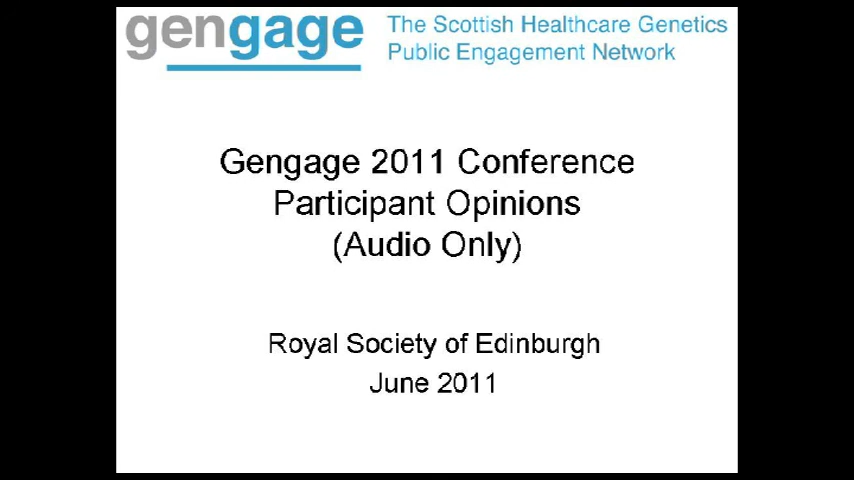 gengage
The Scottish Healthcare Genetics
Public Engagement Network
Gengage 2011 Conference
Participant Opinions
(Audio Only)
Royal Society of Edinburgh
June 2011